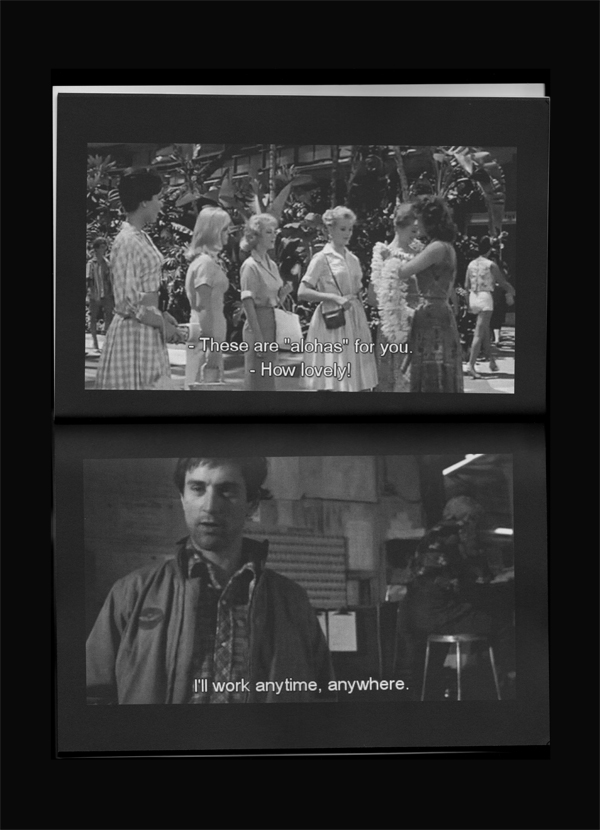 - These are "alohas" for you.
- How lovely!
I'll work anytime, anywhere.